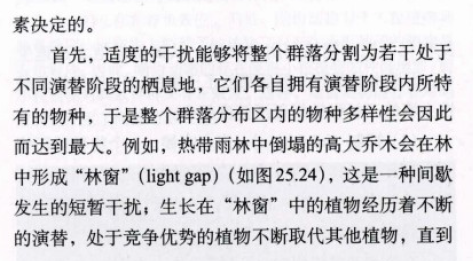 素决定的。
首先，适度的干扰能够将整个群落分割为若干处于
不同演替阶段的栖息地，它们各自拥有演替阶段内所特
有的物种，于是整个群落分布区内的物种多样性会因此
而达到最大。例如，热带雨林中倒塌的高大乔木会在林
中形成“林窗”（light gap）（如图25.24），这是一种间歇
发生的短暂干扰；生长在“林窗”中的植物经历着不断
的演替，处于竞争优势的植物不断取代其他植物，直到